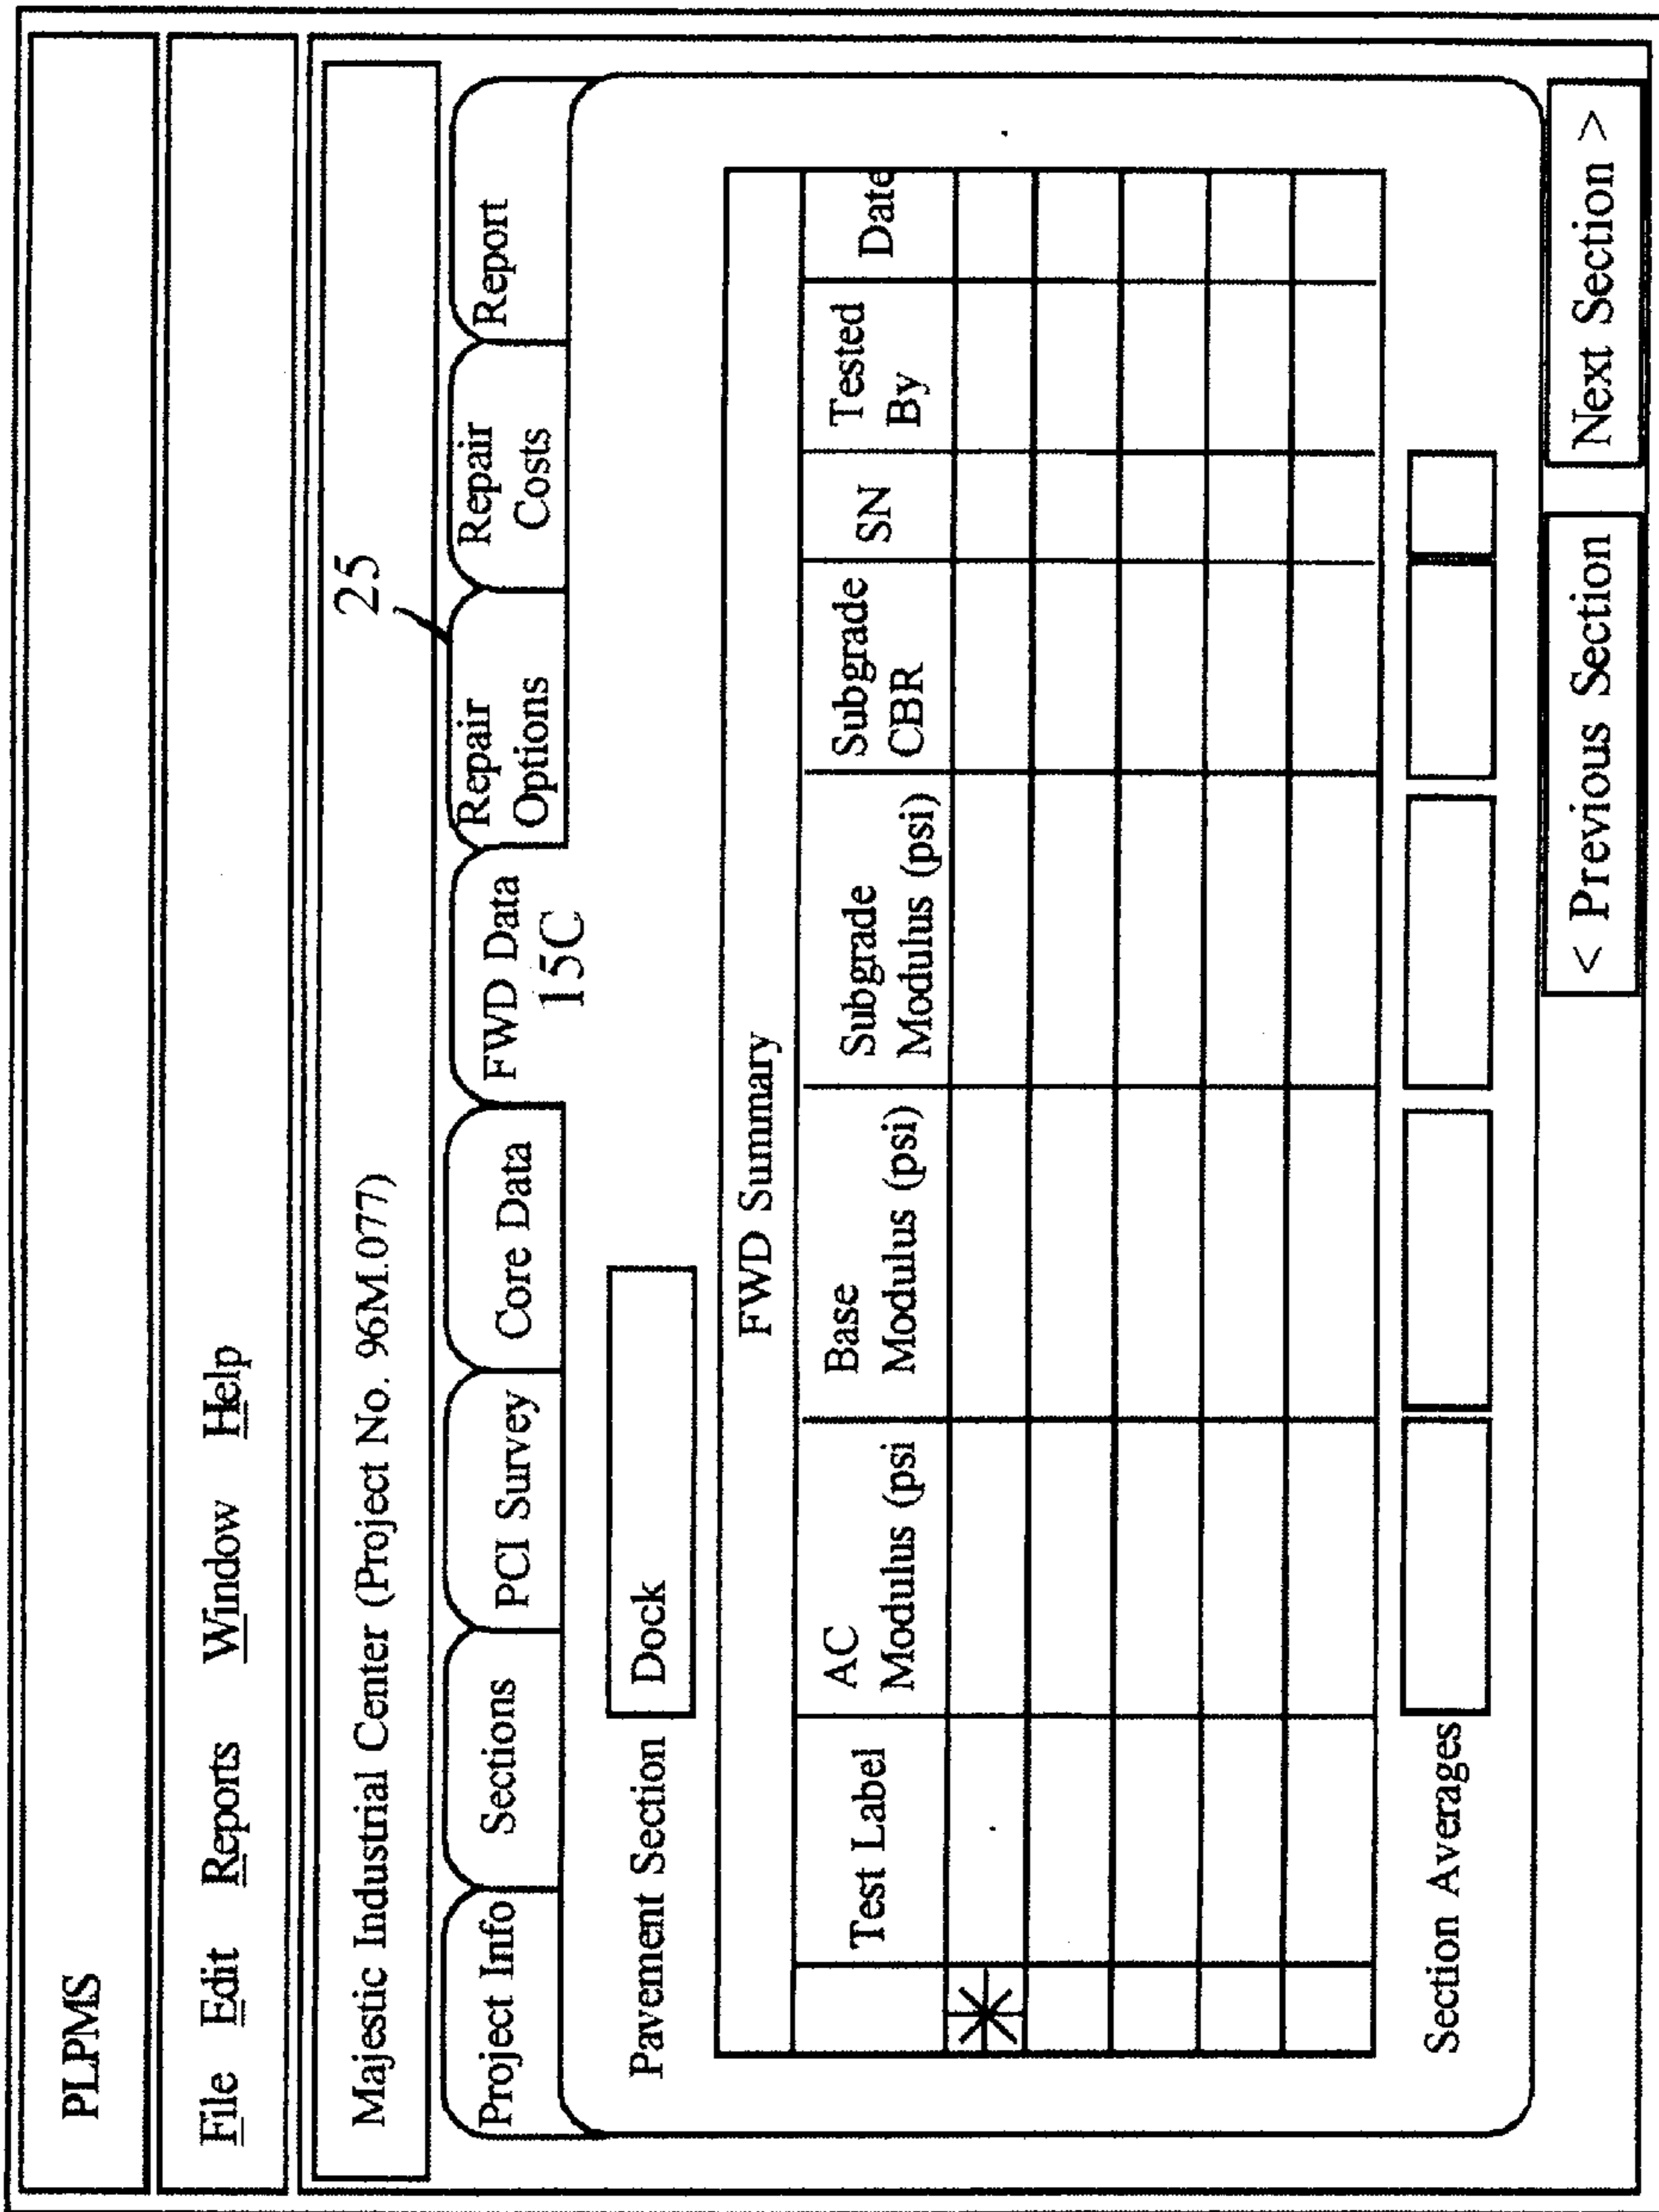 PLPMS
File Edit Reports Window Help
Majestic Industrial Center (Project No. 96M.077)
25
Project Info Sections PCI Survey Core Data FWD Data Repair Options Repair Costs Report
15C
Pavement Section Dock
FWD Summary
Test Label AC Modulus (psi Base Modulus (psi) Subgrade Modulus (psi) Subgrade CBR SN Tested By Date
*
Section Averages
< Previous Section Next Section >